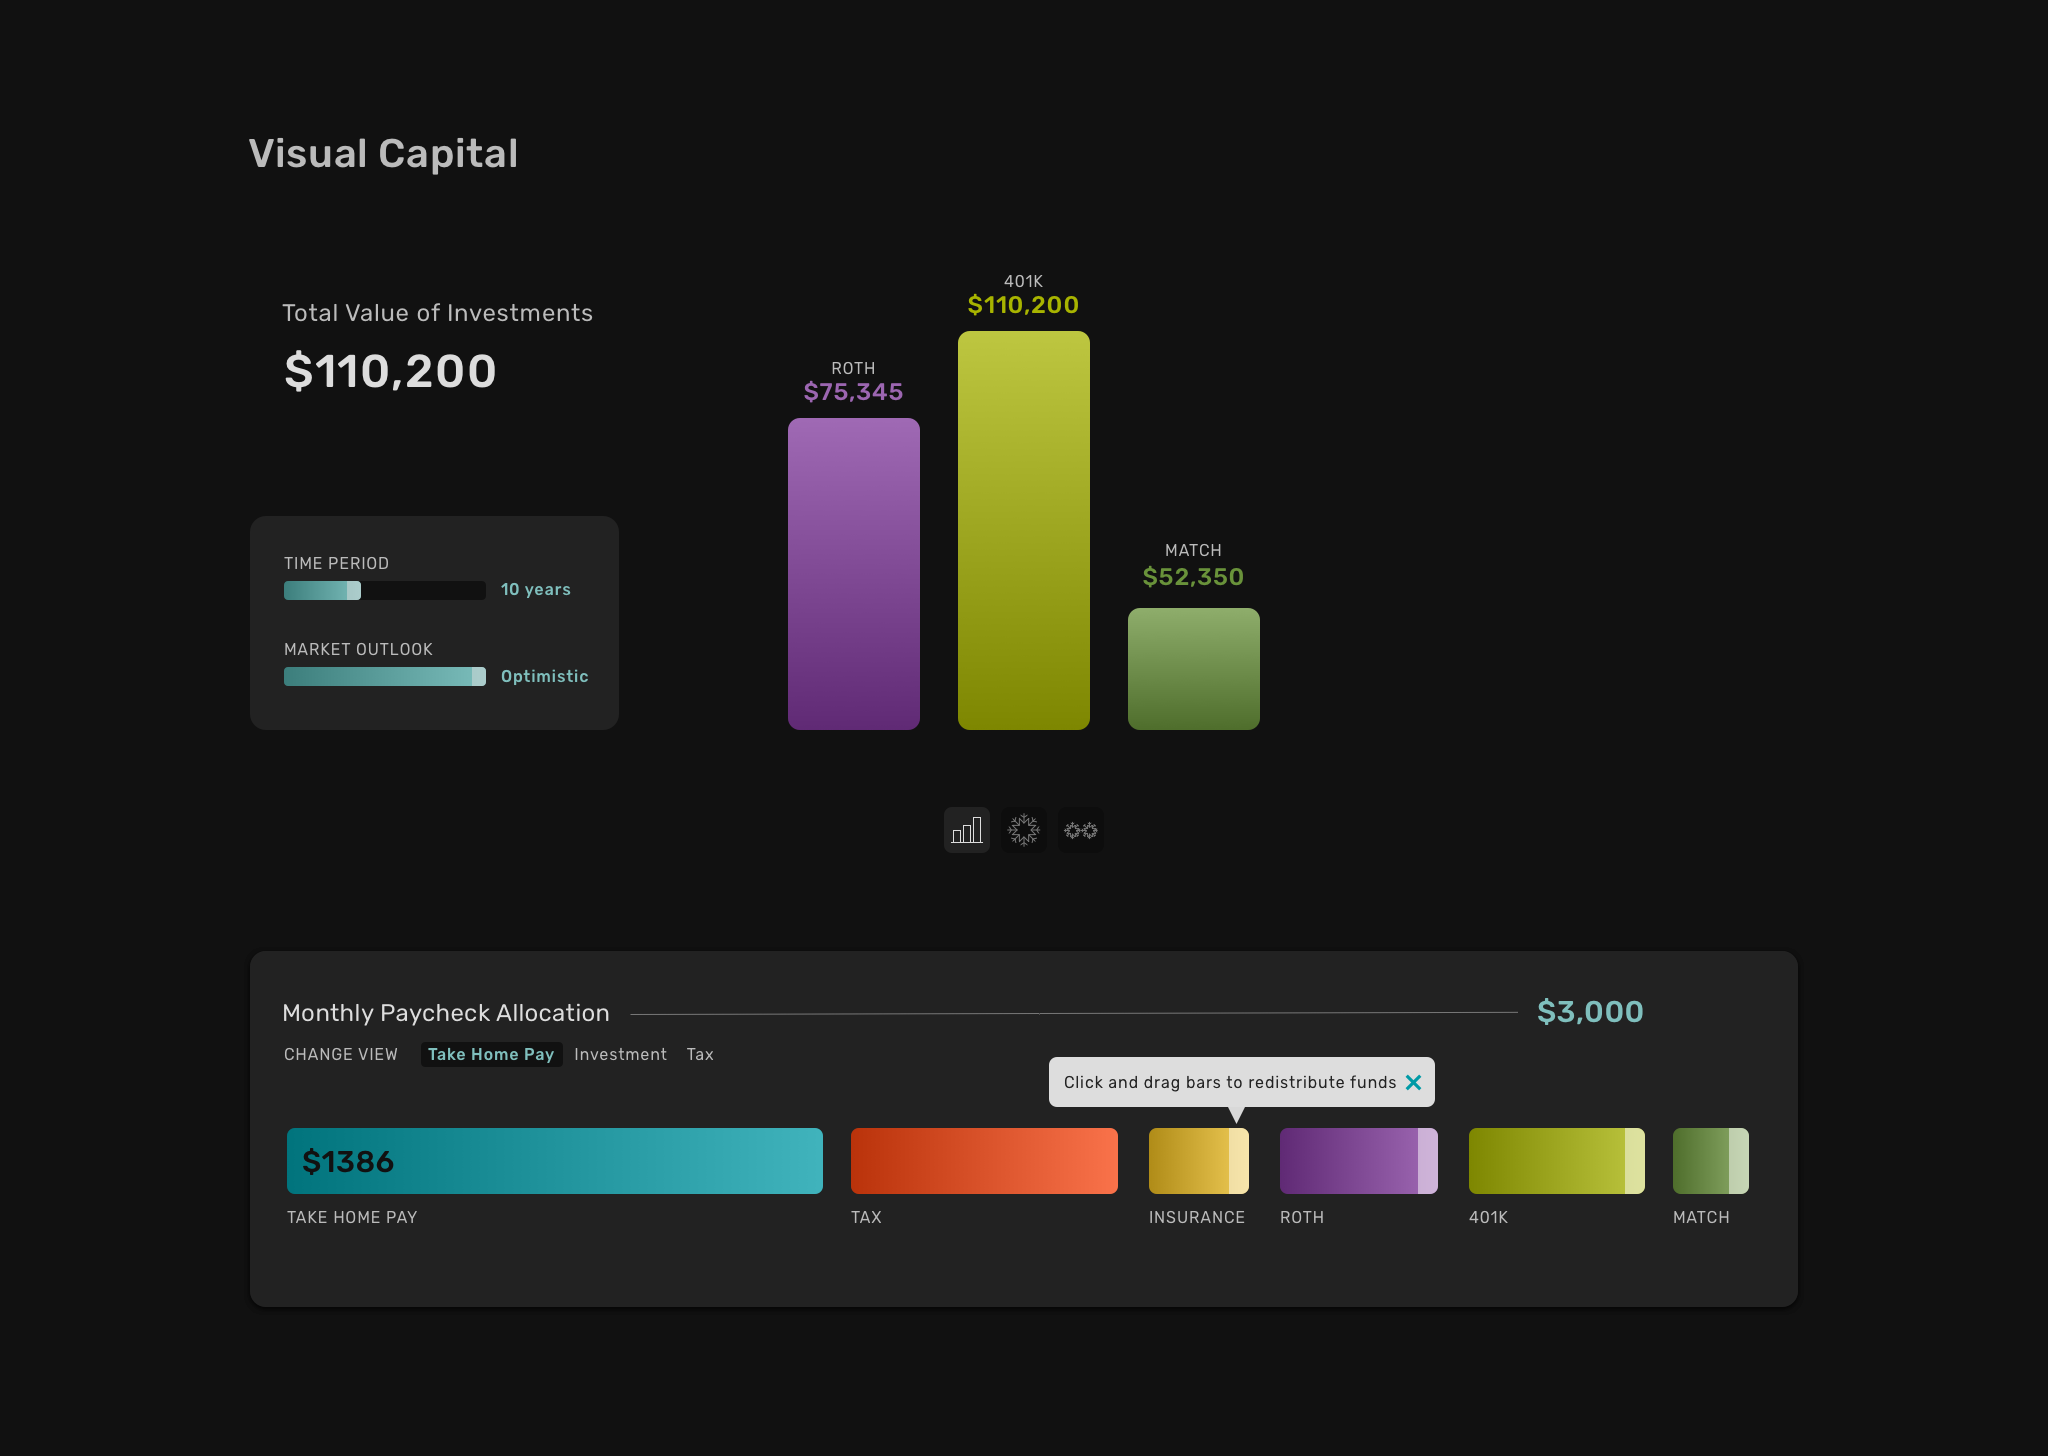 Visual Capital
Total Value of Investments
$110,200
401K
$110,200
ROTH
$75,345
MATCH
$52,350
TIME PERIOD
10 years
MARKET OUTLOOK
Optimistic
Monthly Paycheck Allocation
$3,000
CHANGE VIEW Take Home Pay Investment Tax
Click and drag bars to redistribute funds
$1386
TAKE HOME PAY
TAX
INSURANCE
ROTH
401K
MATCH